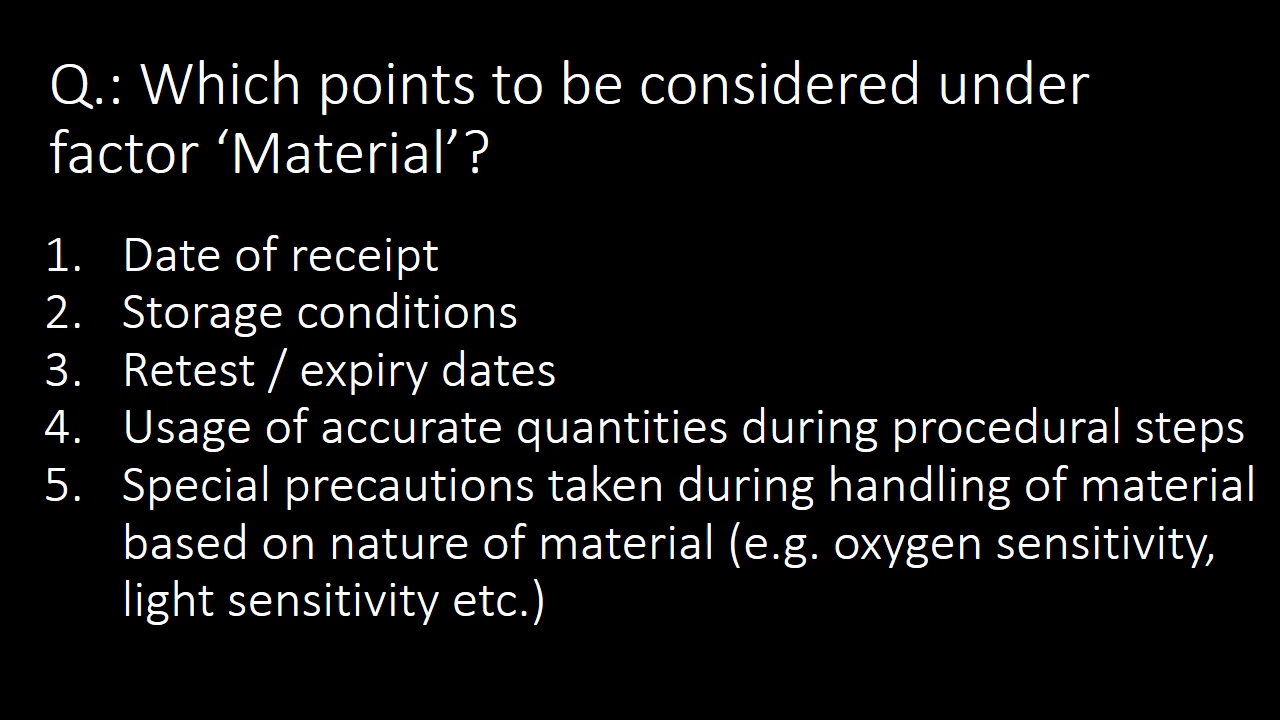 Q.: Which points to be considered under
factor ‘Material’?
1. Date of receipt
2. Storage conditions
3. Retest / expiry dates
4. Usage of accurate quantities during procedural steps
5. Special precautions taken during handling of material
based on nature of material (e.g. oxygen sensitivity,
light sensitivity etc.)